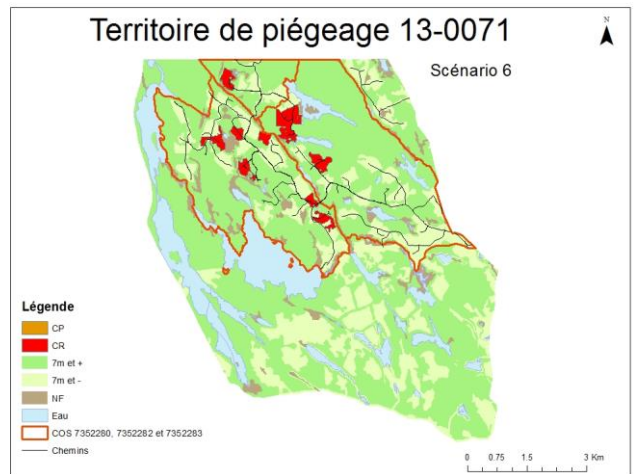 Territoire de piégeage 13-0071
N
Scénario 6
Légende
CP
CR
7m et +
7m et -
NF
Eau
COS 7352280, 7352282 et 7352283
Chemins
0 0.75 1.5 3 Km